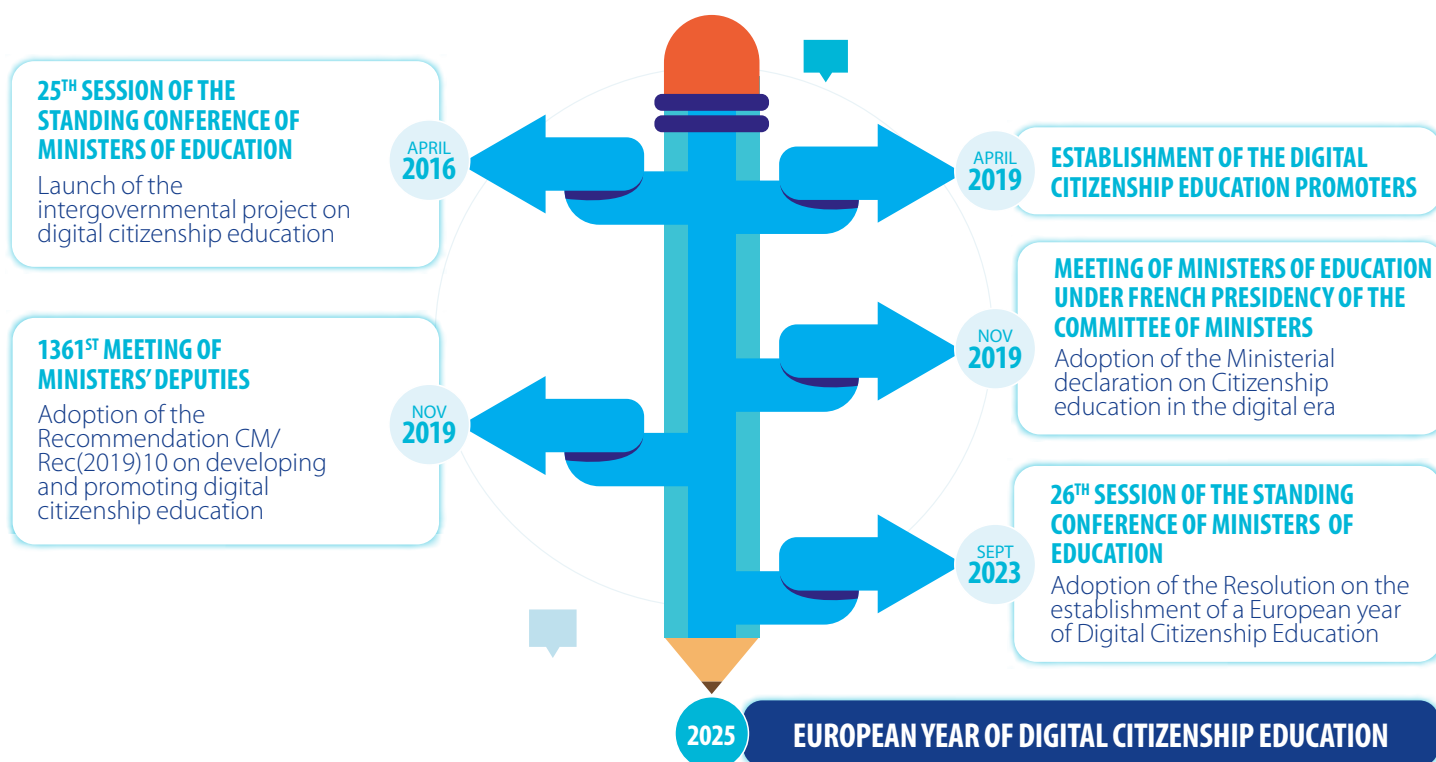 APRIL
2016
25TH SESSION OF THE
STANDING CONFERENCE OF
MINISTERS OF EDUCATION
Launch of the
intergovernmental project on
digital citizenship education
APRIL
2019
ESTABLISHMENT OF THE DIGITAL
CITIZENSHIP EDUCATION PROMOTERS
NOV
2019
1361ST MEETING OF
MINISTERS’ DEPUTIES
Adoption of the
Recommendation CM/
Rec(2019)10 on developing
and promoting digital
citizenship education
NOV
2019
MEETING OF MINISTERS OF EDUCATION
UNDER FRENCH PRESIDENCY OF THE
COMMITTEE OF MINISTERS
Adoption of the Ministerial
declaration on Citizenship
education in the digital era
SEPT
2023
26TH SESSION OF THE STANDING
CONFERENCE OF MINISTERS OF
EDUCATION
Adoption of the Resolution on the
establishment of a European year
of Digital Citizenship Education
2025
EUROPEAN YEAR OF DIGITAL CITIZENSHIP EDUCATION